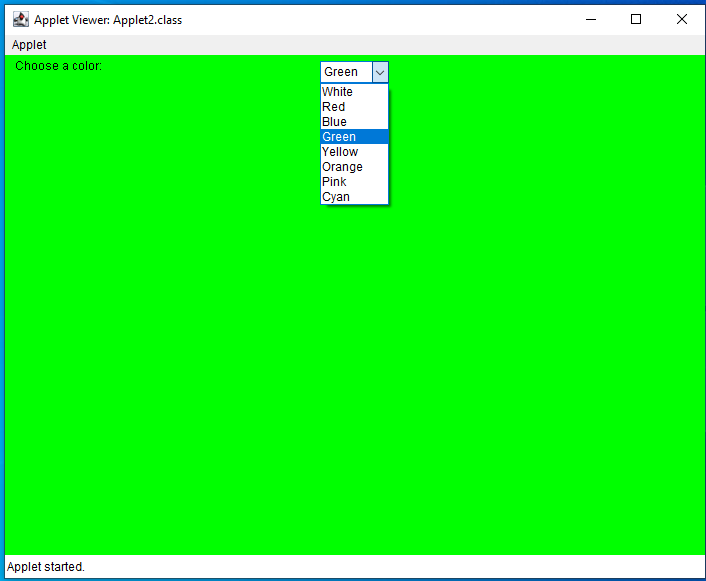 Applet Viewer: Applet2.class
Applet
Choose a color:
Green
White
Red
Blue
Green
Yellow
Orange
Pink
Cyan
Applet started.